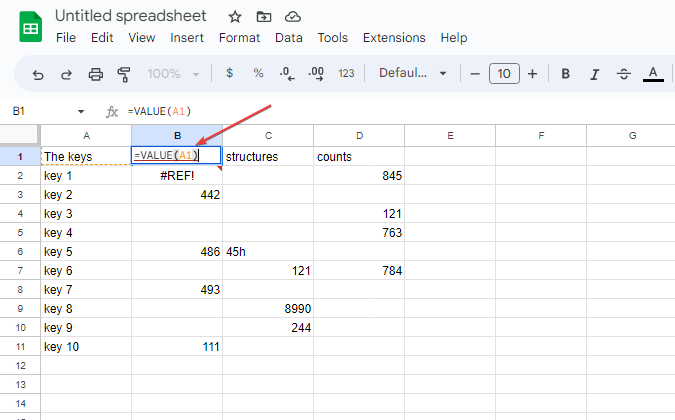 Untitled spreadsheet
File Edit View Insert Format Data Tools Extensions Help
100% $ % .0 .00 123 Defaul... − 10 + B I S A
B1 fx =VALUE(A1)
A B C D E F G
1 The keys =VALUE(A1) structures counts
2 key 1 #REF! 845
3 key 2 442
4 key 3 121
5 key 4 763
6 key 5 486 45h
7 key 6 121 784
8 key 7 493
9 key 8 8990
10 key 9 244
11 key 10 111
12
13
14